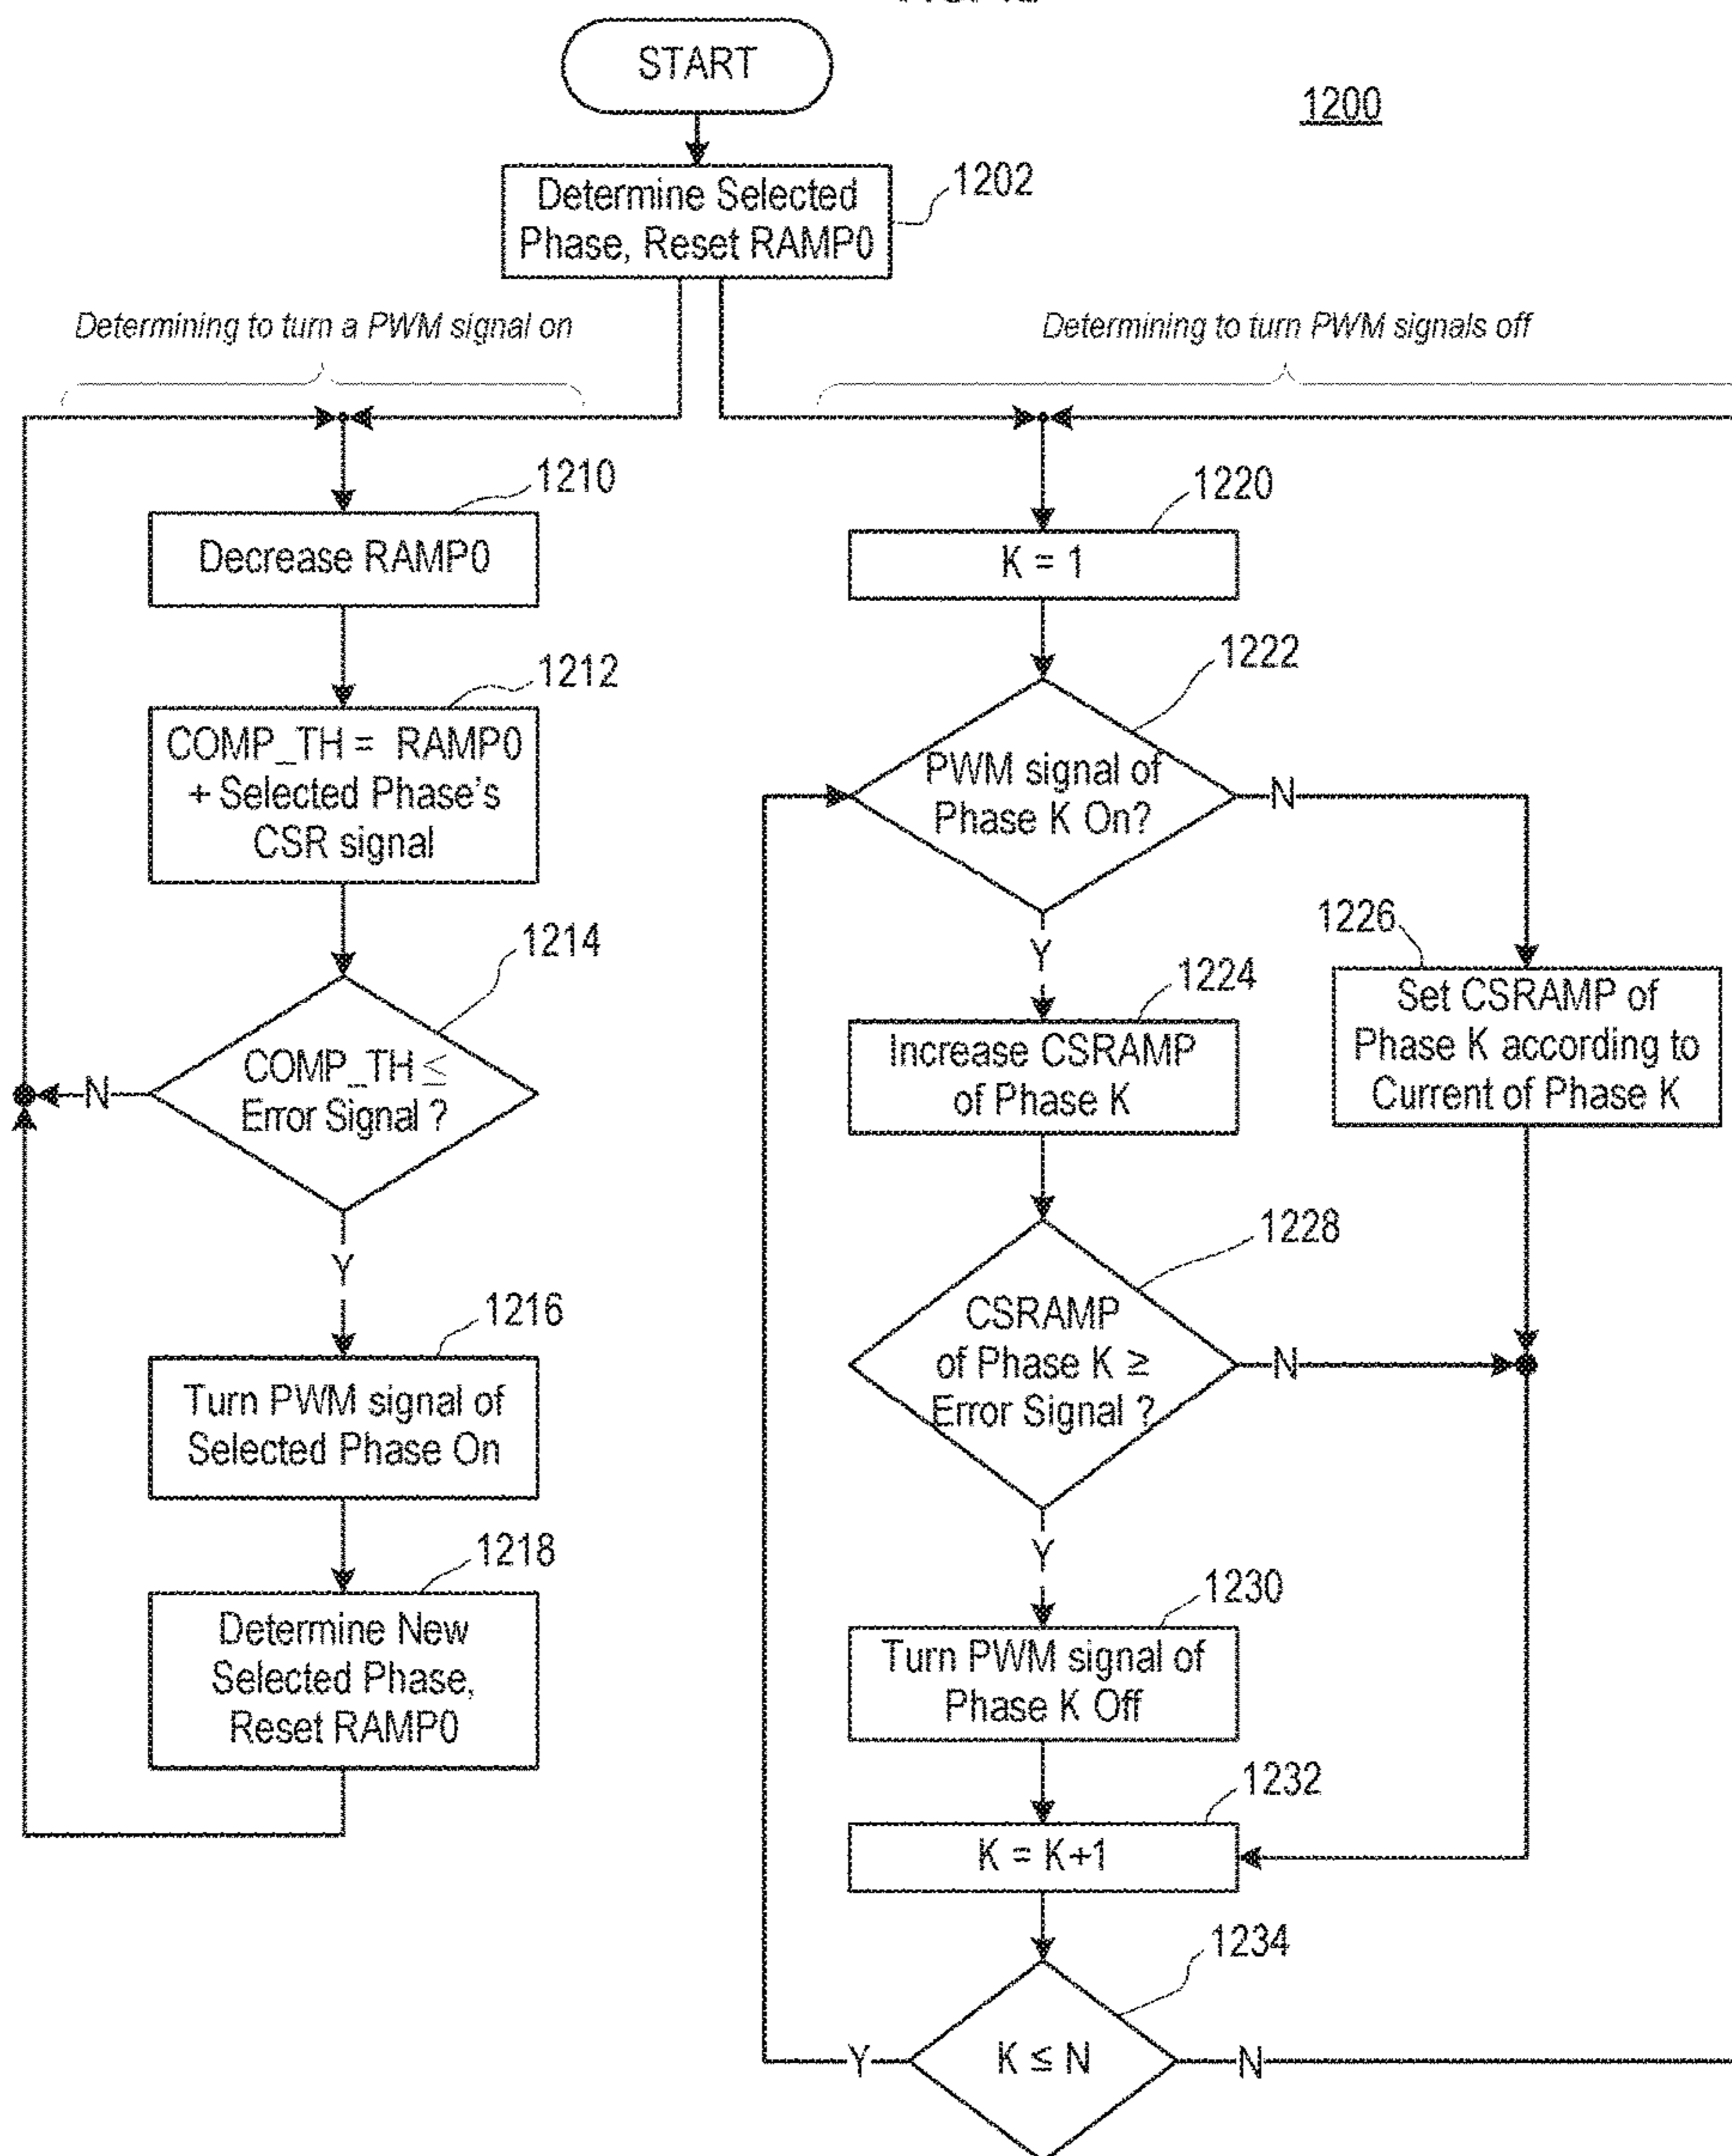 START
1200
Determine Selected
Phase, Reset RAMP0
1202
Determining to turn a PWM signal on
Determining to turn PWM signals off
1210
Decrease RAMP0
1212
COMP_TH = RAMP0
+ Selected Phase's
CSR signal
1214
COMP_TH ≤
Error Signal ?
N
Y
1216
Turn PWM signal of
Selected Phase On
1218
Determine New
Selected Phase,
Reset RAMP0
1220
K = 1
1222
PWM signal of
Phase K On?
N
Y
1224
Increase CSRAMP
of Phase K
1226
Set CSRAMP of
Phase K according to
Current of Phase K
1228
CSRAMP
of Phase K ≥
Error Signal ?
N
Y
1230
Turn PWM signal of
Phase K Off
1232
K = K+1
1234
K ≤ N
Y
N